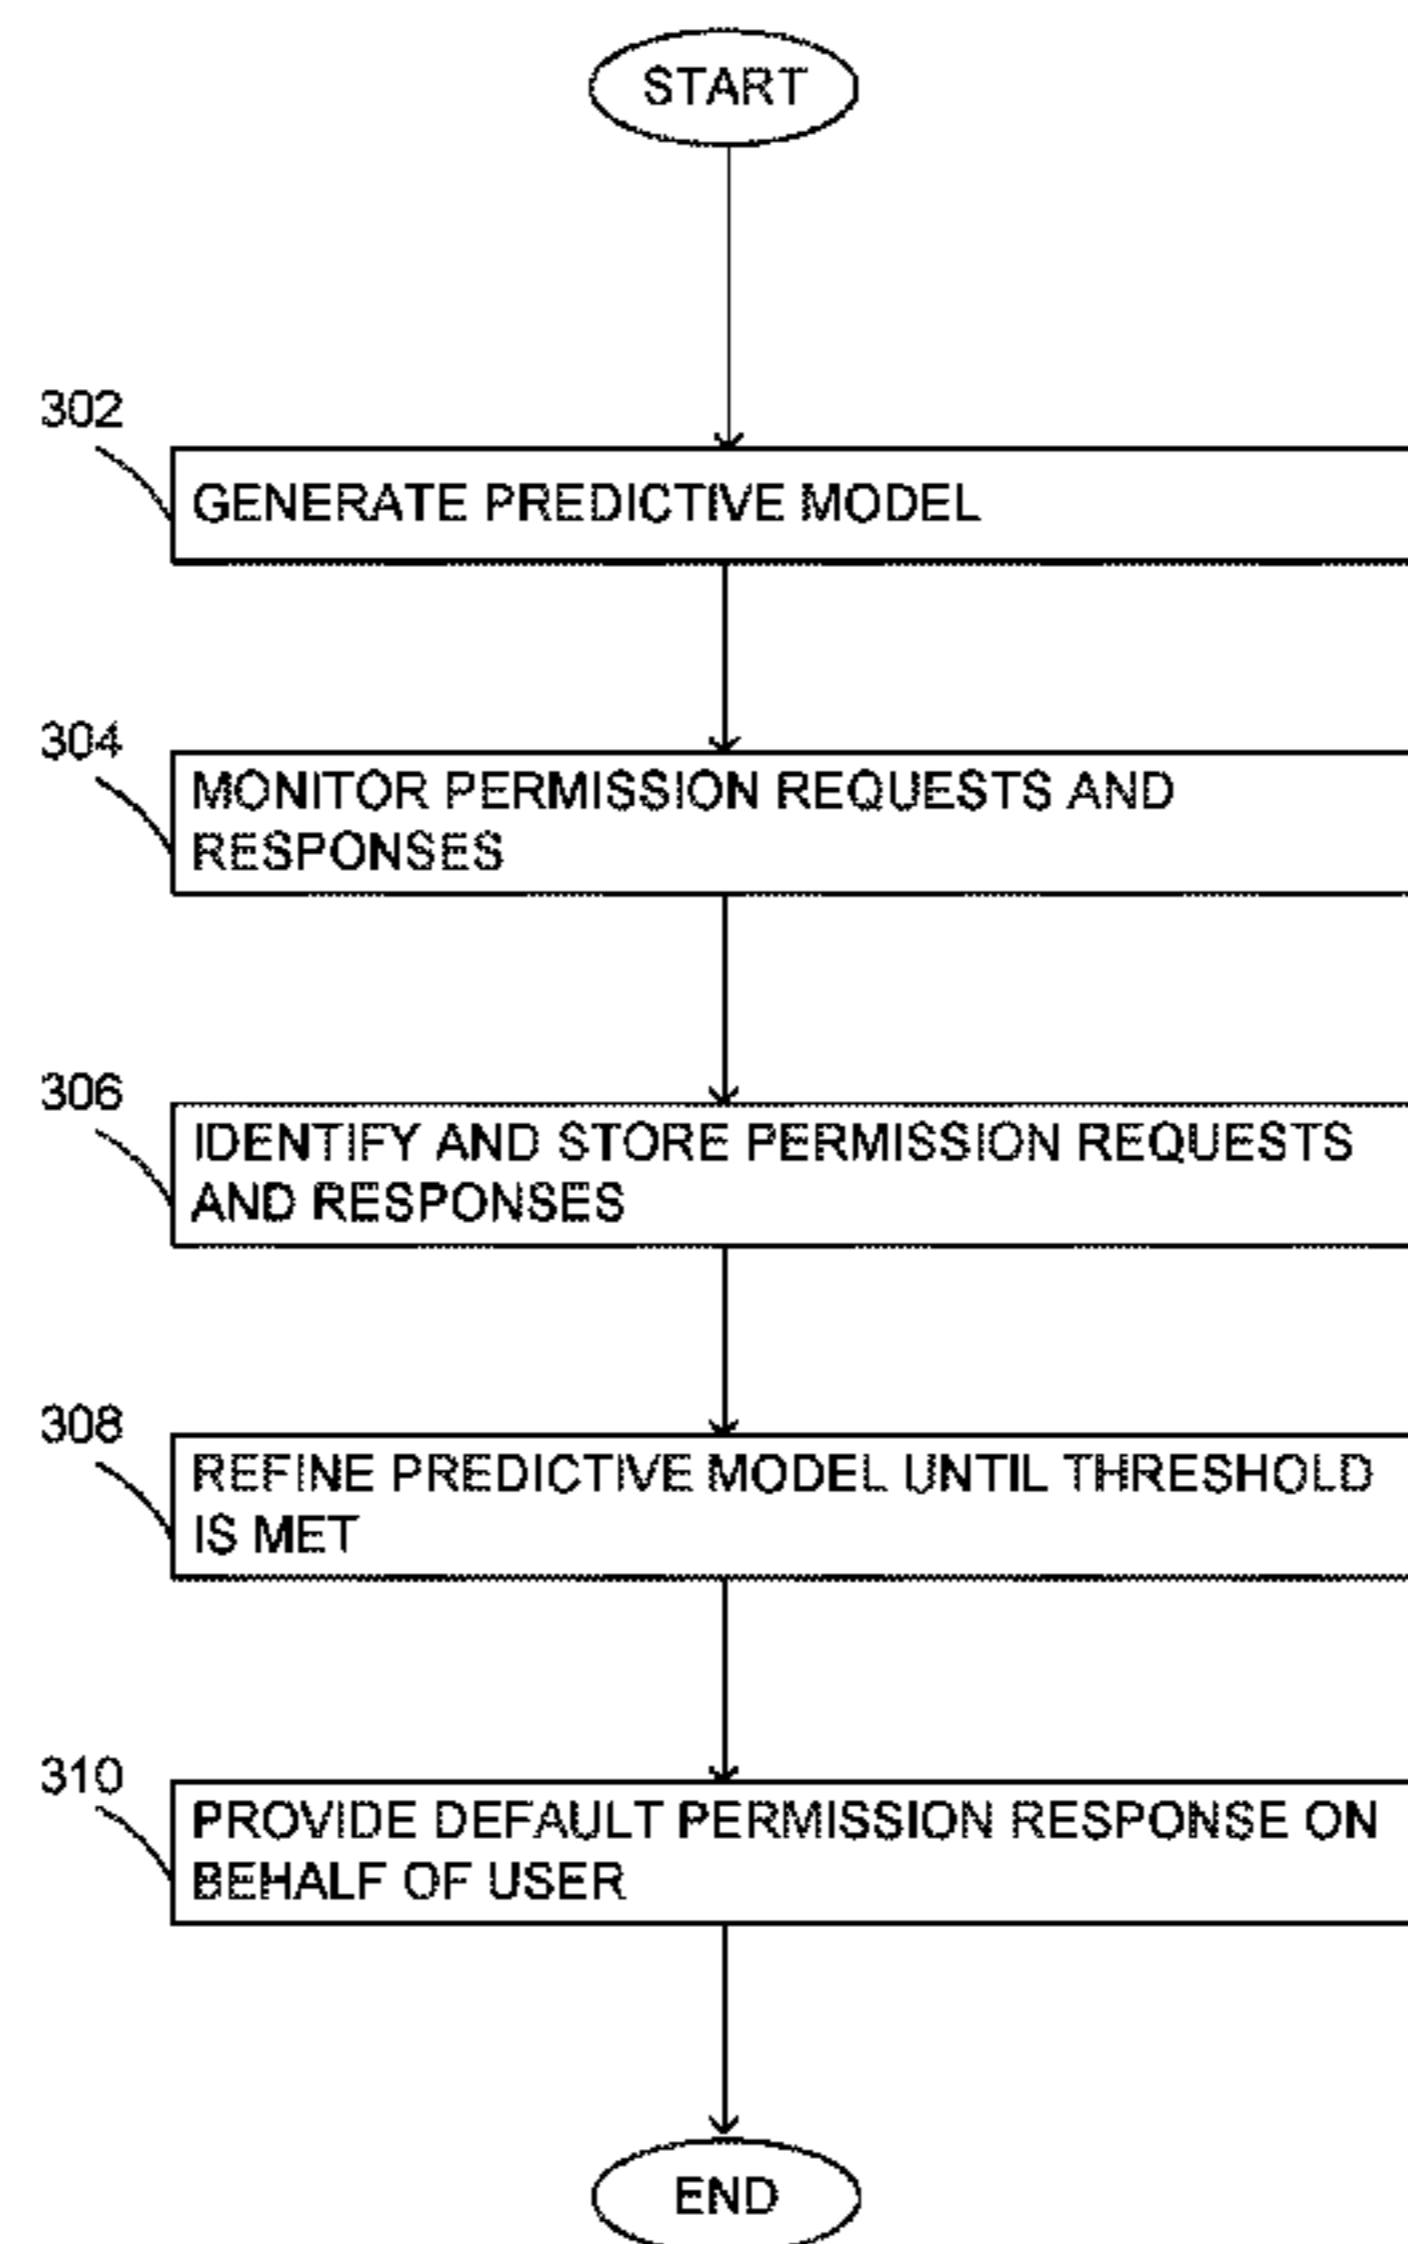 START
302
GENERATE PREDICTIVE MODEL
304
MONITOR PERMISSION REQUESTS AND
RESPONSES
306
IDENTIFY AND STORE PERMISSION REQUESTS
AND RESPONSES
308
REFINE PREDICTIVE MODEL UNTIL THRESHOLD
IS MET
310
PROVIDE DEFAULT PERMISSION RESPONSE ON
BEHALF OF USER
END